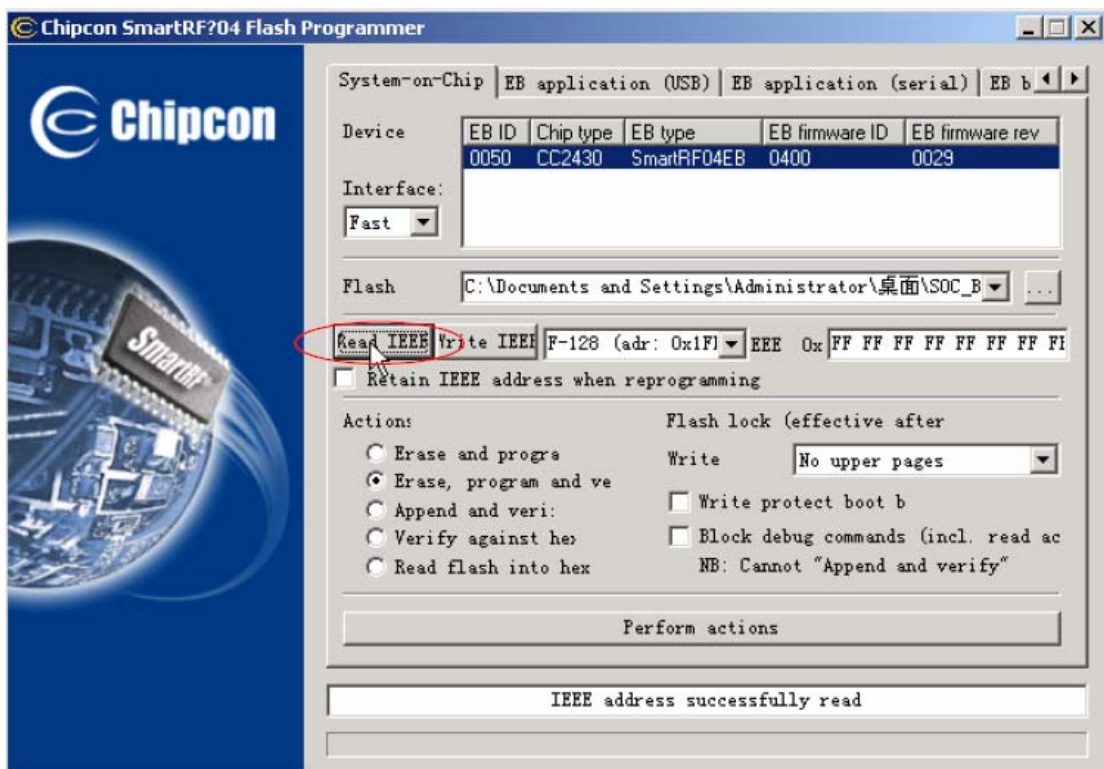 Chipcon SmartRF?04 Flash Programmer
Chipcon
SmartRF
System-on-Chip EB application (USB) EB application (serial) EB b
Device
EB ID Chip type EB type EB firmware ID EB firmware rev
0050 CC2430 SmartRF04EB 0400 0029
Interface:
Fast
Flash C:\Documents and Settings\Administrator\桌面\SOC_B ...
Read IEEE Write IEEE F-128 (adr: 0x1F EEE 0x FF FF FF FF FF FF FF FF
Retain IEEE address when reprogramming
Action: Flash lock (effective after
Erase and progra Write No upper pages
Erase, program and ve
Write protect boot b
Append and veri:
Verify against hex Block debug commands (incl. read ac
Read flash into hex NB: Cannot "Append and verify"
Perform actions
IEEE address successfully read